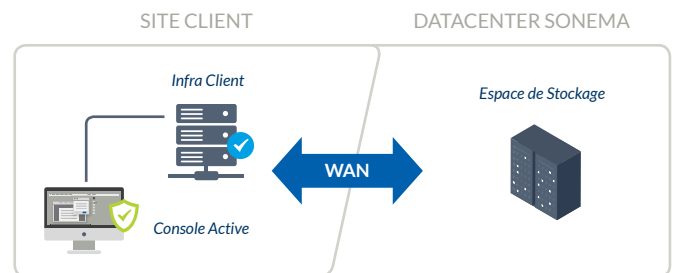 SITE CLIENT
DATACENTER SONEMA
Infra Client
Espace de Stockage
WAN
Console Active